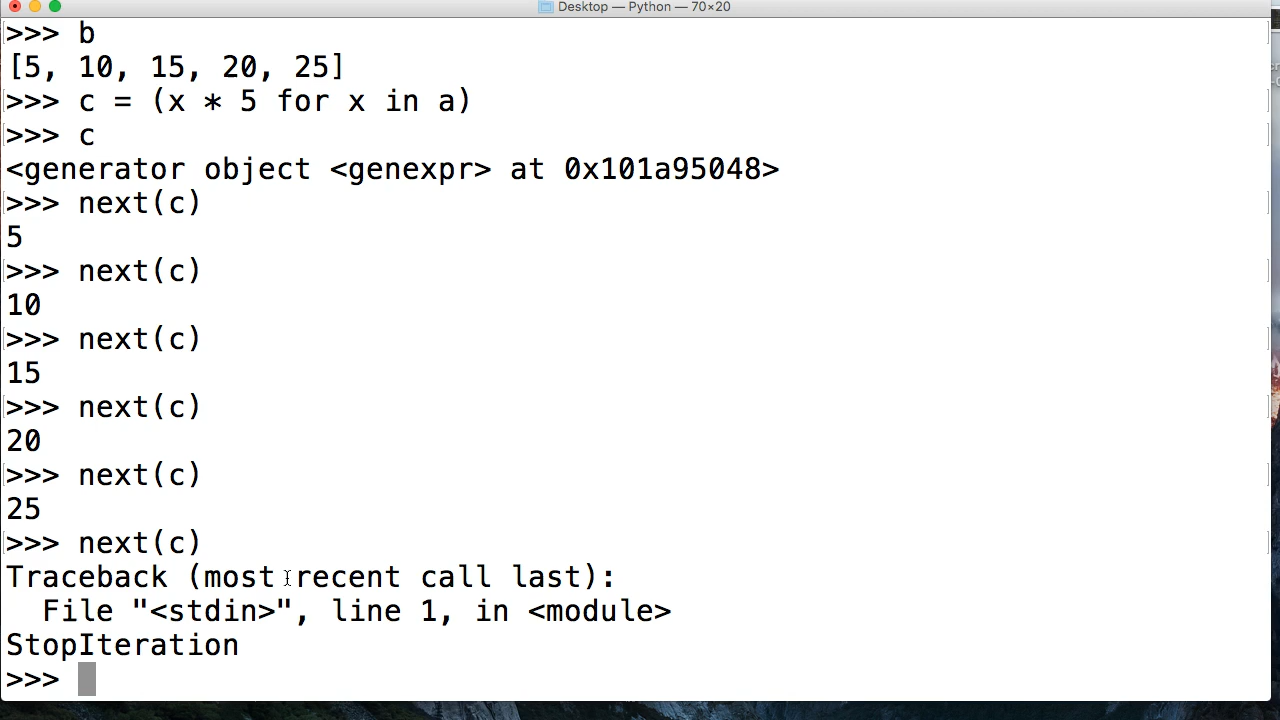 Desktop — Python — 70×20
>>> b
[5, 10, 15, 20, 25]
>>> c = (x * 5 for x in a)
>>> c
<generator object <genexpr> at 0x101a95048>
>>> next(c)
5
>>> next(c)
10
>>> next(c)
15
>>> next(c)
20
>>> next(c)
25
>>> next(c)
Traceback (most recent call last):
  File "<stdin>", line 1, in <module>
StopIteration
>>>